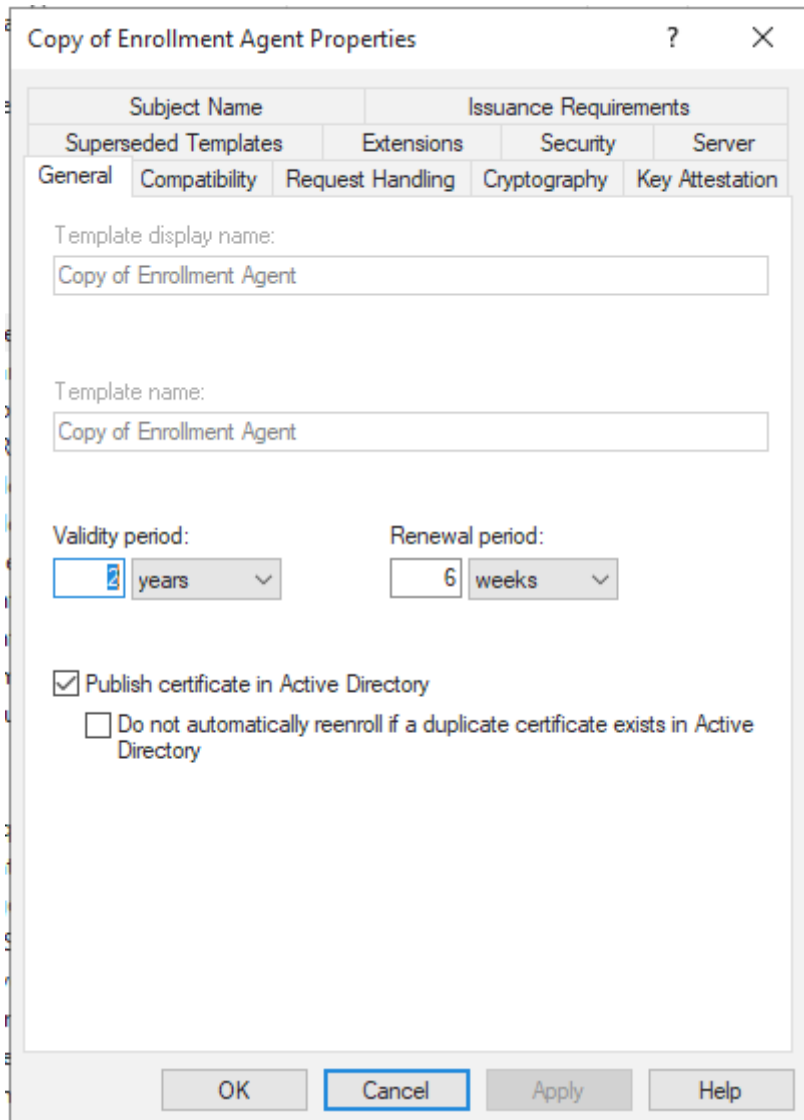 Copy of Enrollment Agent Properties
?
Subject Name
Issuance Requirements
Superseded Templates
Extensions
Security
Server
General
Compatibility
Request Handling
Cryptography
Key Attestation
Template display name:
Copy of Enrollment Agent
Template name:
Copy of Enrollment Agent
Validity period:
Renewal period:
2 years
6 weeks
Publish certificate in Active Directory
Do not automatically reenroll if a duplicate certificate exists in Active
Directory
OK
Cancel
Apply
Help